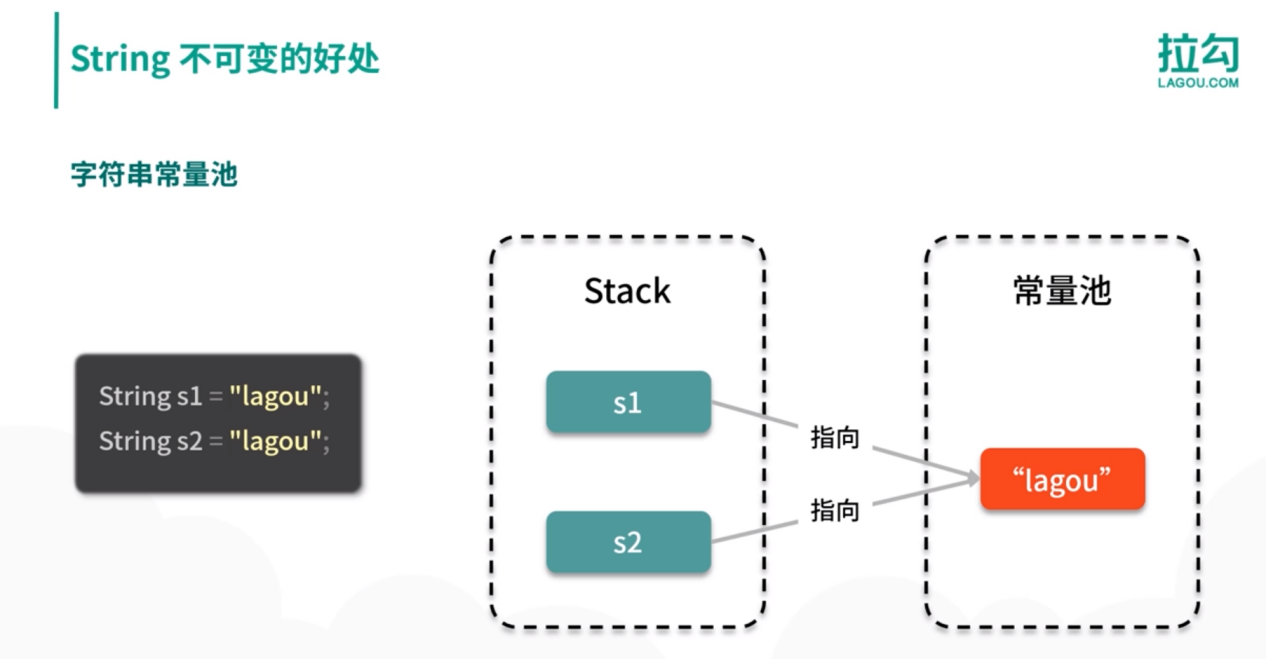 String 不可变的好处
拉勾
LAGOU.COM
字符串常量池
String s1 = "lagou";
String s2 = "lagou";
Stack
s1
s2
指向
指向
常量池
“lagou”